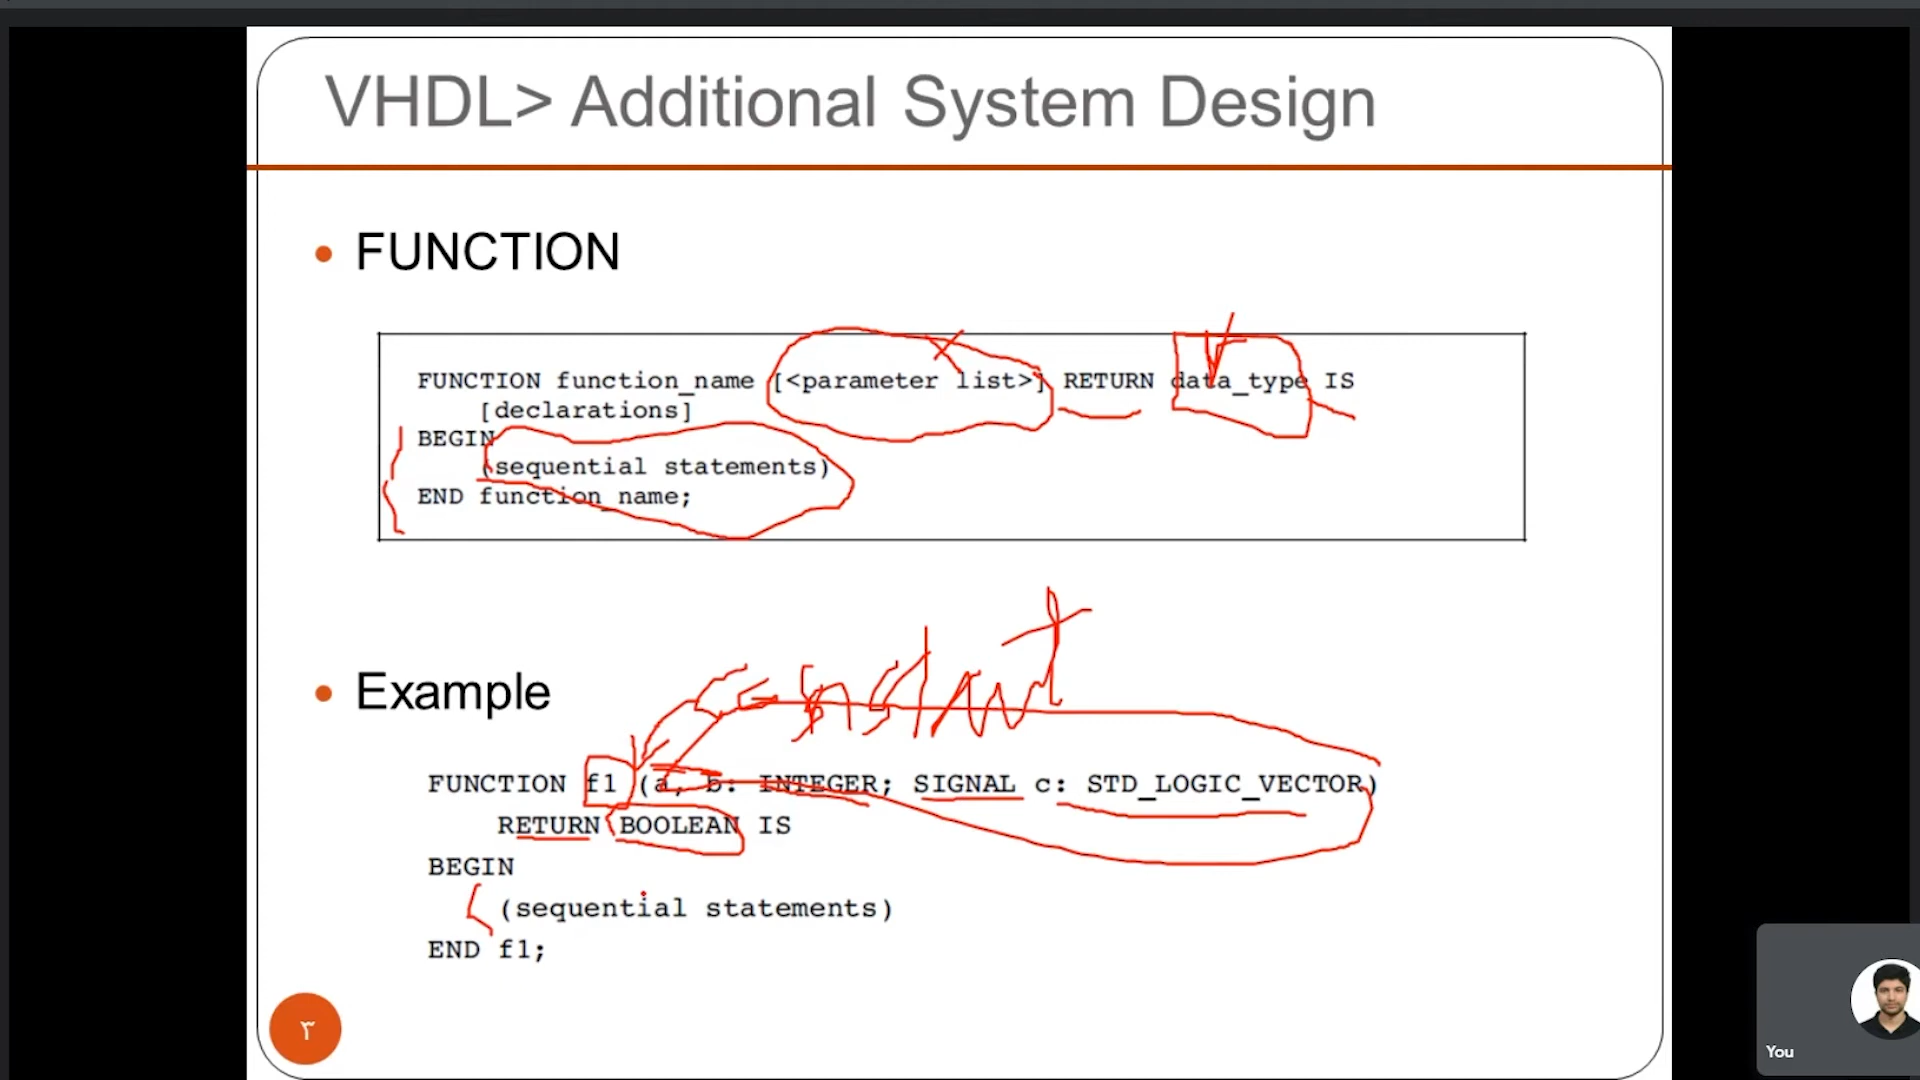 VHDL> Additional System Design
• FUNCTION
FUNCTION function_name [<parameter list>] RETURN data_type IS
[declarations]
BEGIN
(sequential statements)
END function_name;
constant
• Example
FUNCTION f1 (a, b: INTEGER; SIGNAL c: STD_LOGIC_VECTOR)
RETURN BOOLEAN IS
BEGIN
(sequential statements)
END f1;
٣
You